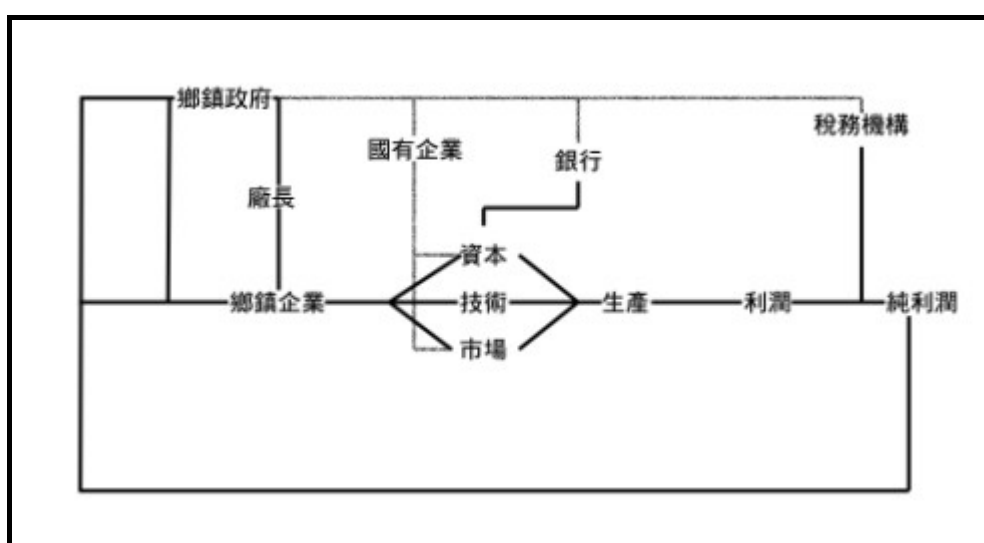 鄉鎮政府
稅務機構
國有企業
銀行
廠長
資本
鄉鎮企業
技術
生產
利潤
純利潤
市場